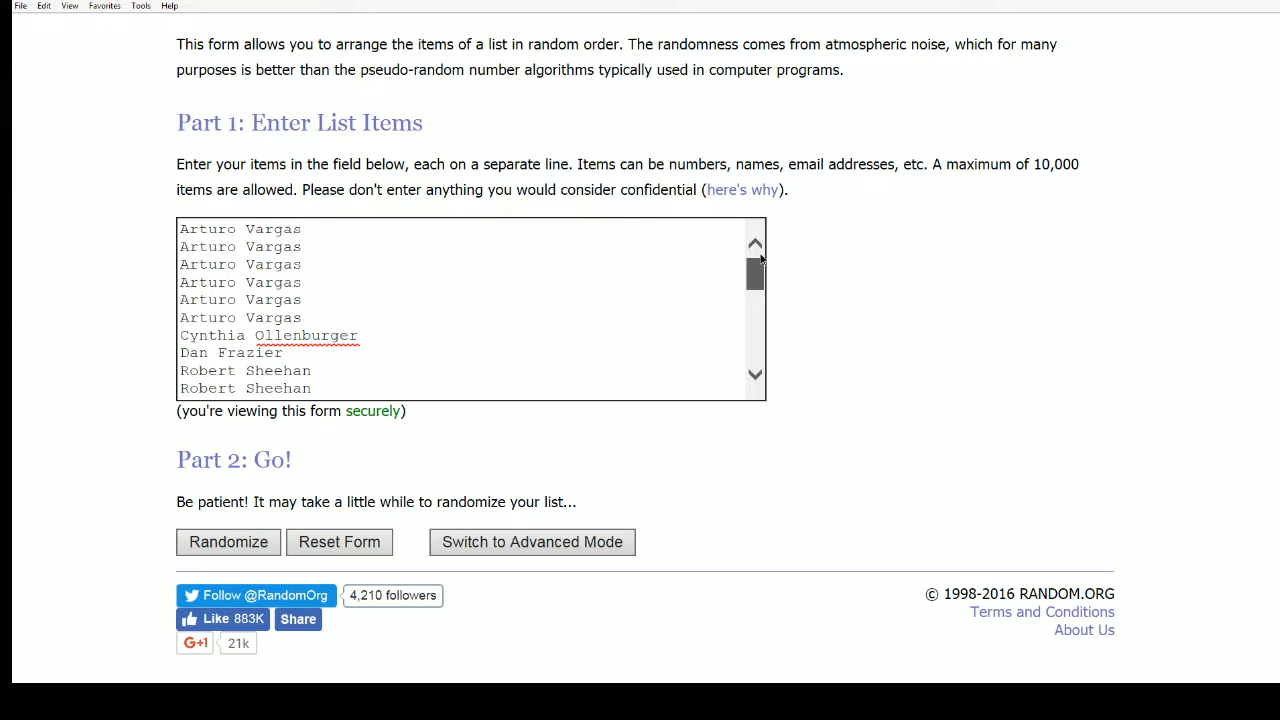 File Edit View Favorites Tools Help
This form allows you to arrange the items of a list in random order. The randomness comes from atmospheric noise, which for many
purposes is better than the pseudo-random number algorithms typically used in computer programs.
Part 1: Enter List Items
Enter your items in the field below, each on a separate line. Items can be numbers, names, email addresses, etc. A maximum of 10,000
items are allowed. Please don't enter anything you would consider confidential (here's why).
Arturo Vargas
Arturo Vargas
Arturo Vargas
Arturo Vargas
Arturo Vargas
Arturo Vargas
Cynthia Ollenburger
Dan Frazier
Robert Sheehan
Robert Sheehan
(you're viewing this form securely)
Part 2: Go!
Be patient! It may take a little while to randomize your list...
Randomize Reset Form Switch to Advanced Mode
Follow @RandomOrg 4,210 followers
Like 883K Share
G+1 21k
© 1998-2016 RANDOM.ORG
Terms and Conditions
About Us